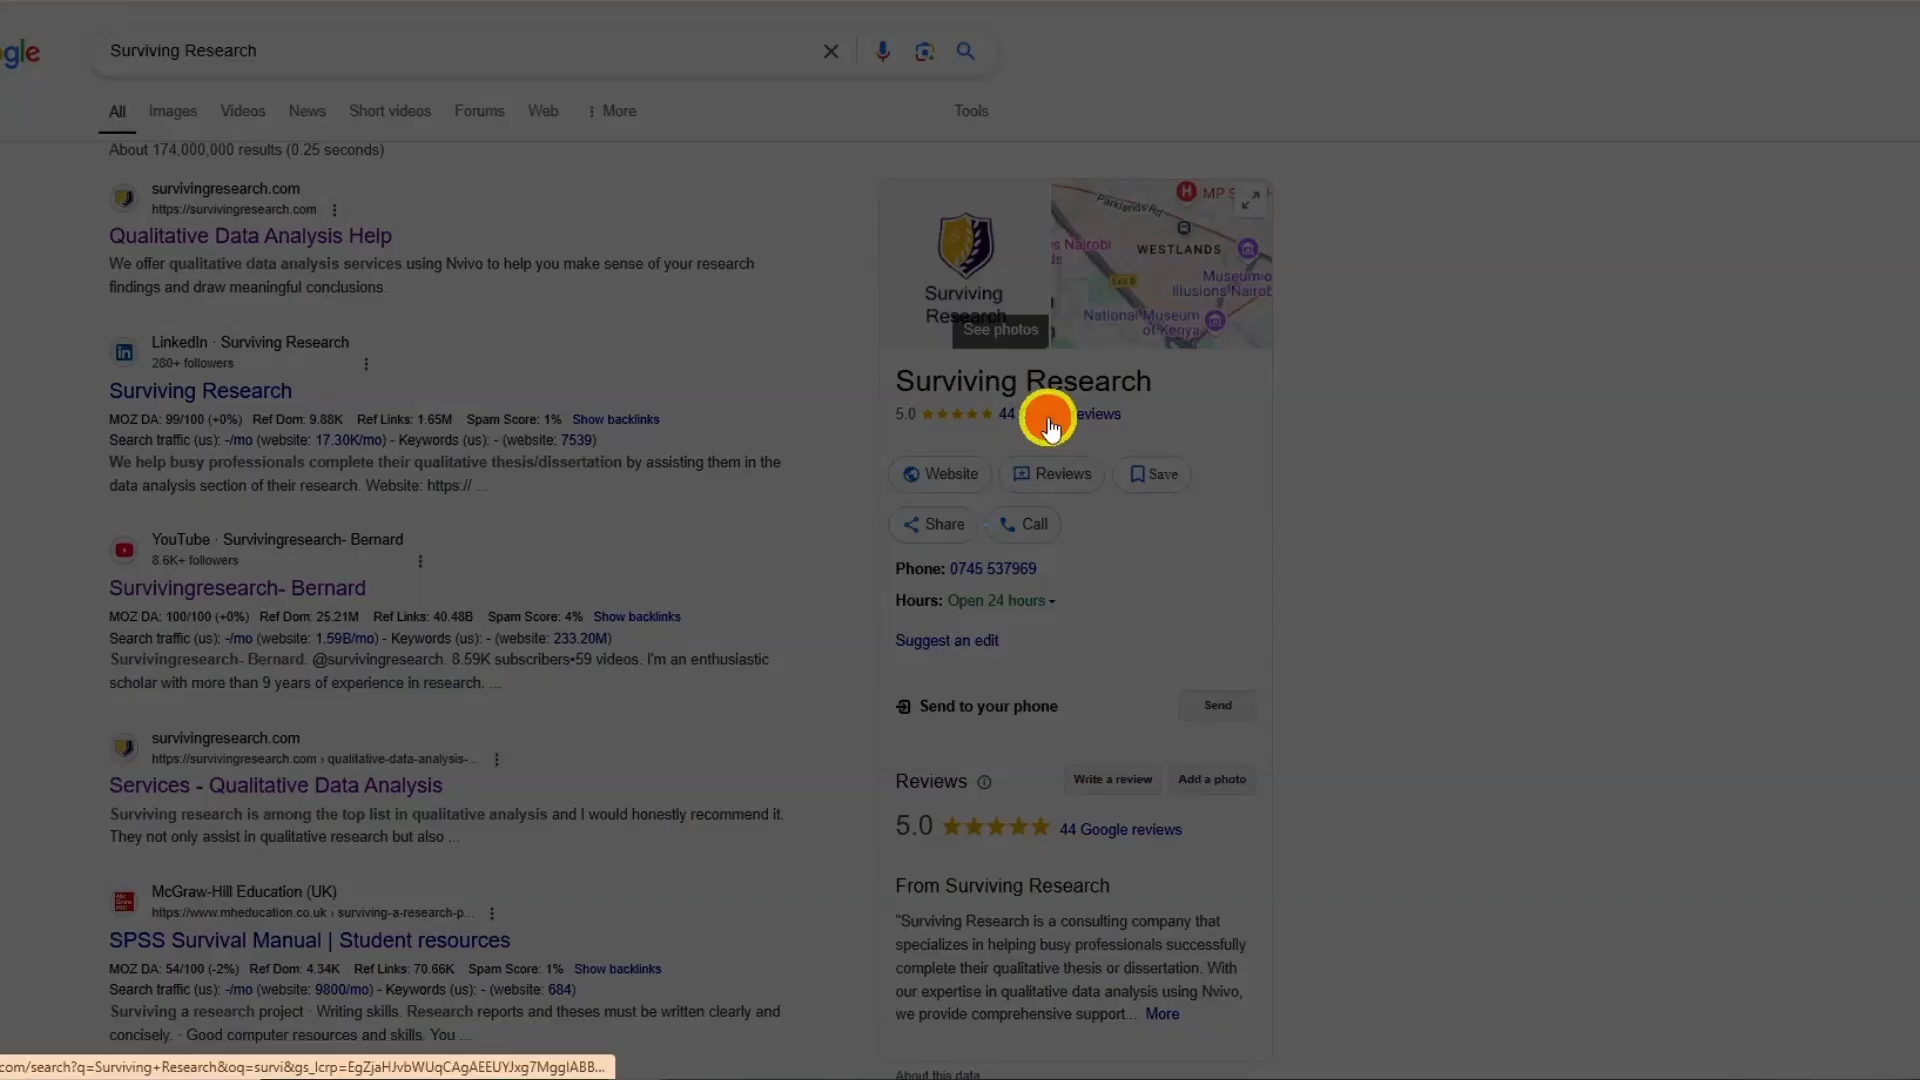 gle
Surviving Research
All Images Videos News Short videos Forums Web More Tools
About 174,000,000 results (0.25 seconds)
survivingresearch.com
https://survivingresearch.com
Qualitative Data Analysis Help
We offer qualitative data analysis services using Nvivo to help you make sense of your research
findings and draw meaningful conclusions.
LinkedIn · Surviving Research
280+ followers
Surviving Research
MOZ DA: 99/100 (+0%) Ref Dom: 9.88K Ref Links: 1.65M Spam Score: 1% Show backlinks
Search traffic (us): -/mo (website: 17.30K/mo) - Keywords (us): - (website: 7539)
We help busy professionals complete their qualitative thesis/dissertation by assisting them in the
data analysis section of their research. Website: https:// ...
YouTube · Survivingresearch- Bernard
8.6K+ followers
Survivingresearch- Bernard
MOZ DA: 100/100 (+0%) Ref Dom: 25.21M Ref Links: 40.48B Spam Score: 4% Show backlinks
Search traffic (us): -/mo (website: 1.59B/mo) - Keywords (us): - (website: 233.20M)
Survivingresearch- Bernard. @survivingresearch. 8.59K subscribers•59 videos. I'm an enthusiastic
scholar with more than 9 years of experience in research. ...
survivingresearch.com
https://survivingresearch.com › qualitative-data-analysis-...
Services - Qualitative Data Analysis
Surviving research is among the top list in qualitative analysis and I would honestly recommend it.
They not only assist in qualitative research but also ...
McGraw-Hill Education (UK)
https://www.mheducation.co.uk › surviving-a-research-p...
SPSS Survival Manual | Student resources
MOZ DA: 54/100 (-2%) Ref Dom: 4.34K Ref Links: 70.66K Spam Score: 1% Show backlinks
Search traffic (us): -/mo (website: 9800/mo) - Keywords (us): - (website: 684)
Surviving a research project · Writing skills. Research reports and theses must be written clearly and
concisely. · Good computer resources and skills. You ...
com/search?q=Surviving+Research&oq=survi&gs_lcrp=EgZjaHJvbWUqCAgAEEUYJxg7MggIABB...
Surviving
Research
See photos
H MP S
Parklands Rd
s Nairobi
WESTLANDS
Exit 8
Museumio
Illusions Nairot
National Museum
of Kenya
Surviving Research
5.0 44 eviews
Website Reviews Save
Share Call
Phone: 0745 537969
Hours: Open 24 hours
Suggest an edit
Send to your phone Send
Reviews Write a review Add a photo
5.0 44 Google reviews
From Surviving Research
"Surviving Research is a consulting company that
specializes in helping busy professionals successfully
complete their qualitative thesis or dissertation. With
our expertise in qualitative data analysis using Nvivo,
we provide comprehensive support... More
About this data